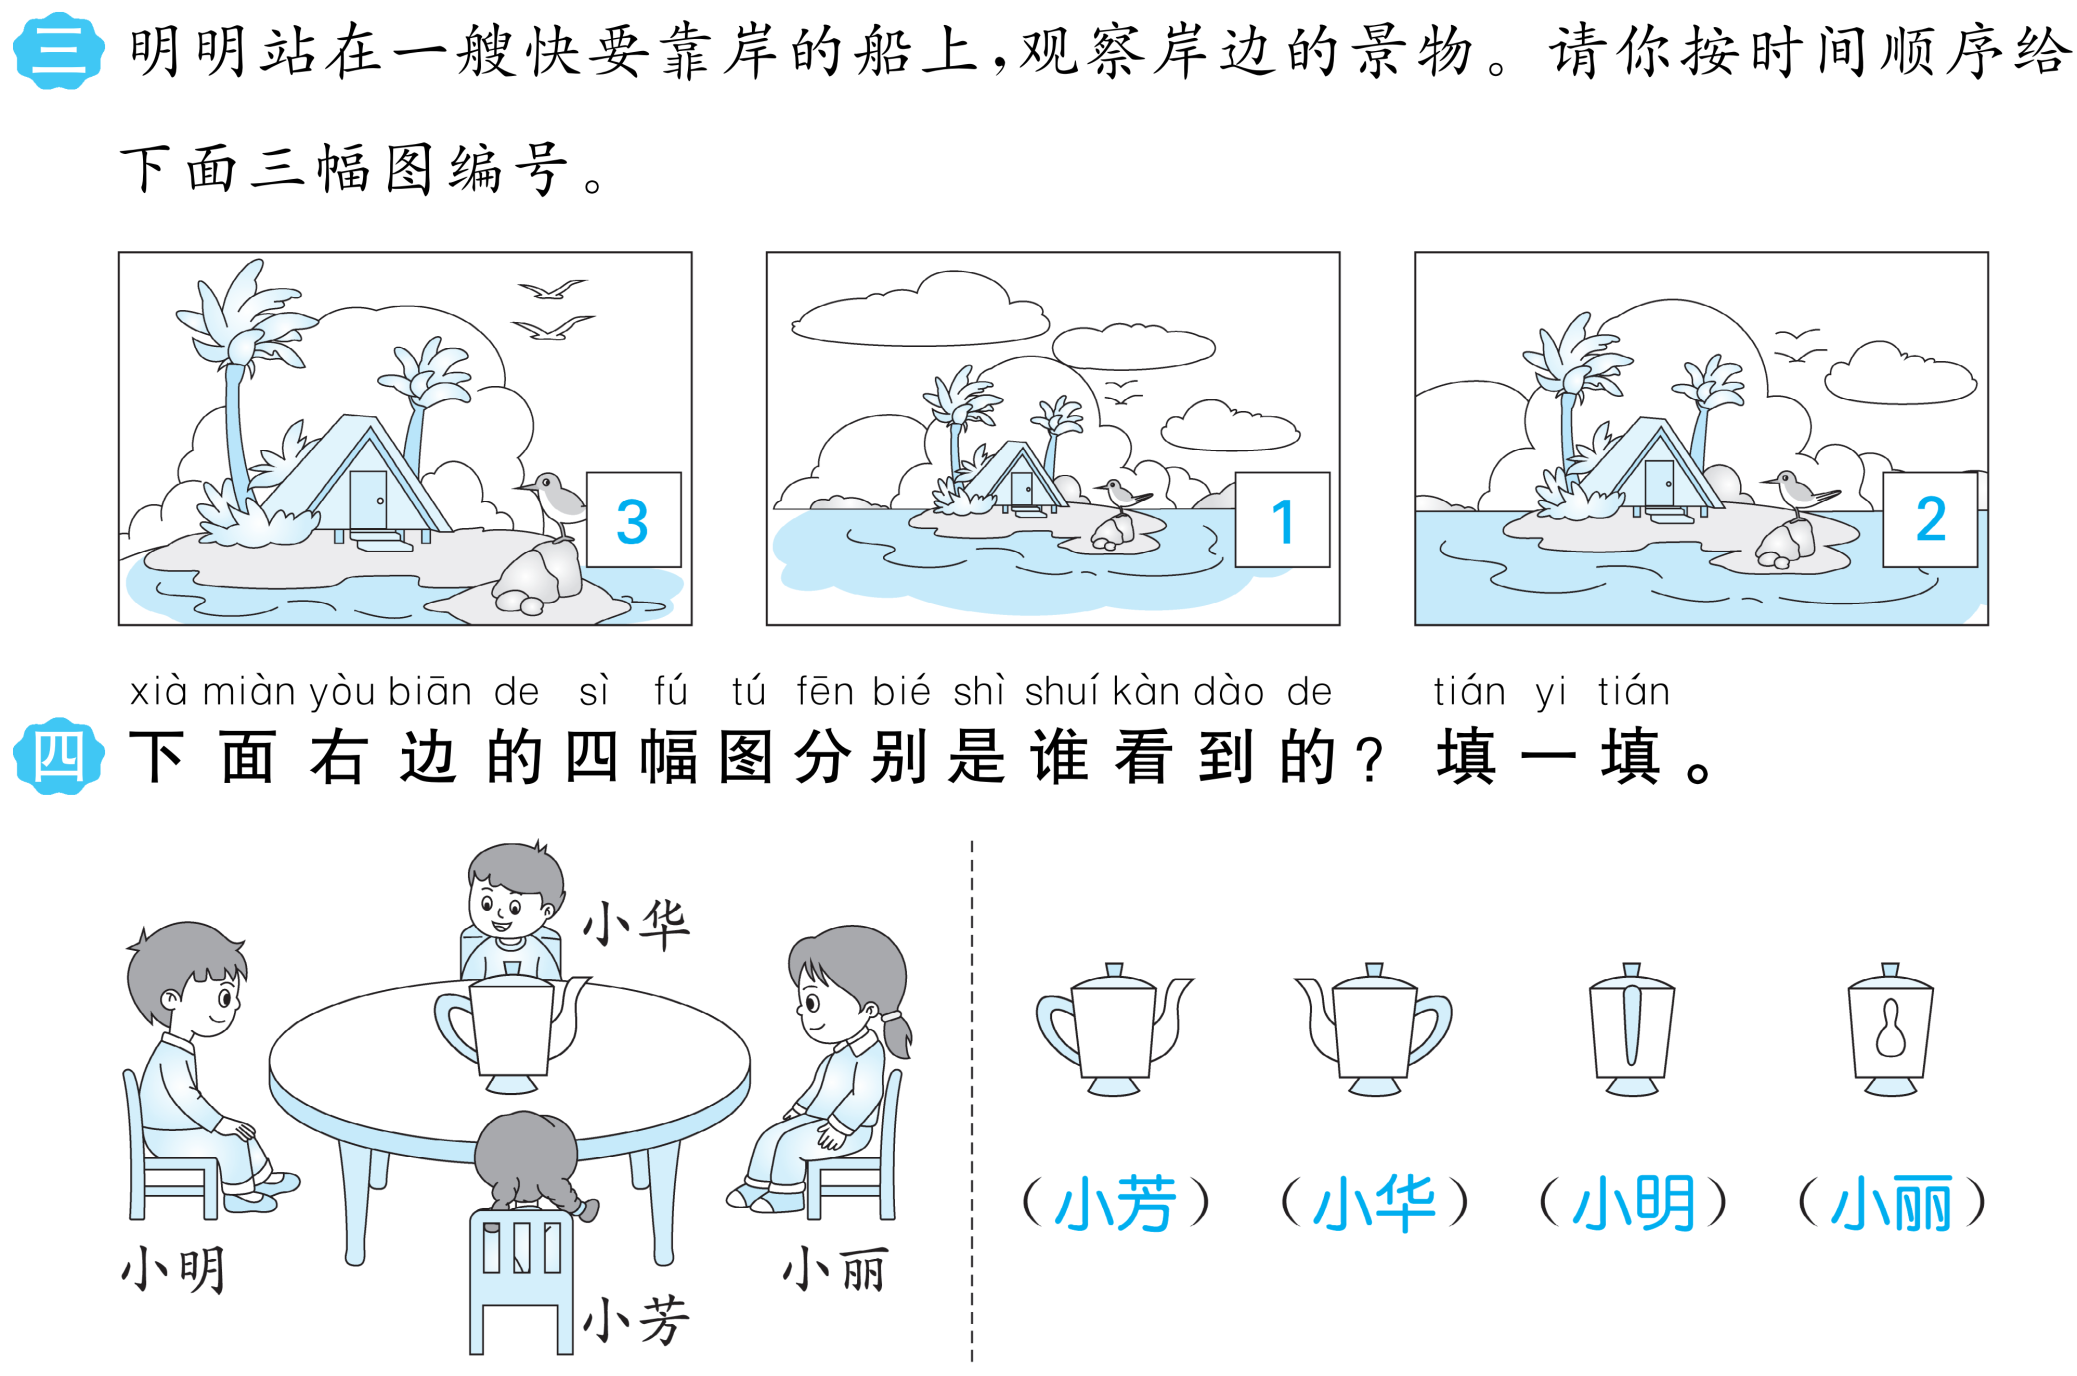 三 明明站在一艘快要靠岸的船上,观察岸边的景物。请你按时间顺序给
下面三幅图编号。
3 1 2
xià miàn yòu biān de sì fú tú fēn bié shì shuí kàn dào de tián yi tián
四 下面右边的四幅图分别是谁看到的? 填一填。
小华
小明
小丽
小芳
(小芳) (小华) (小明) (小丽)